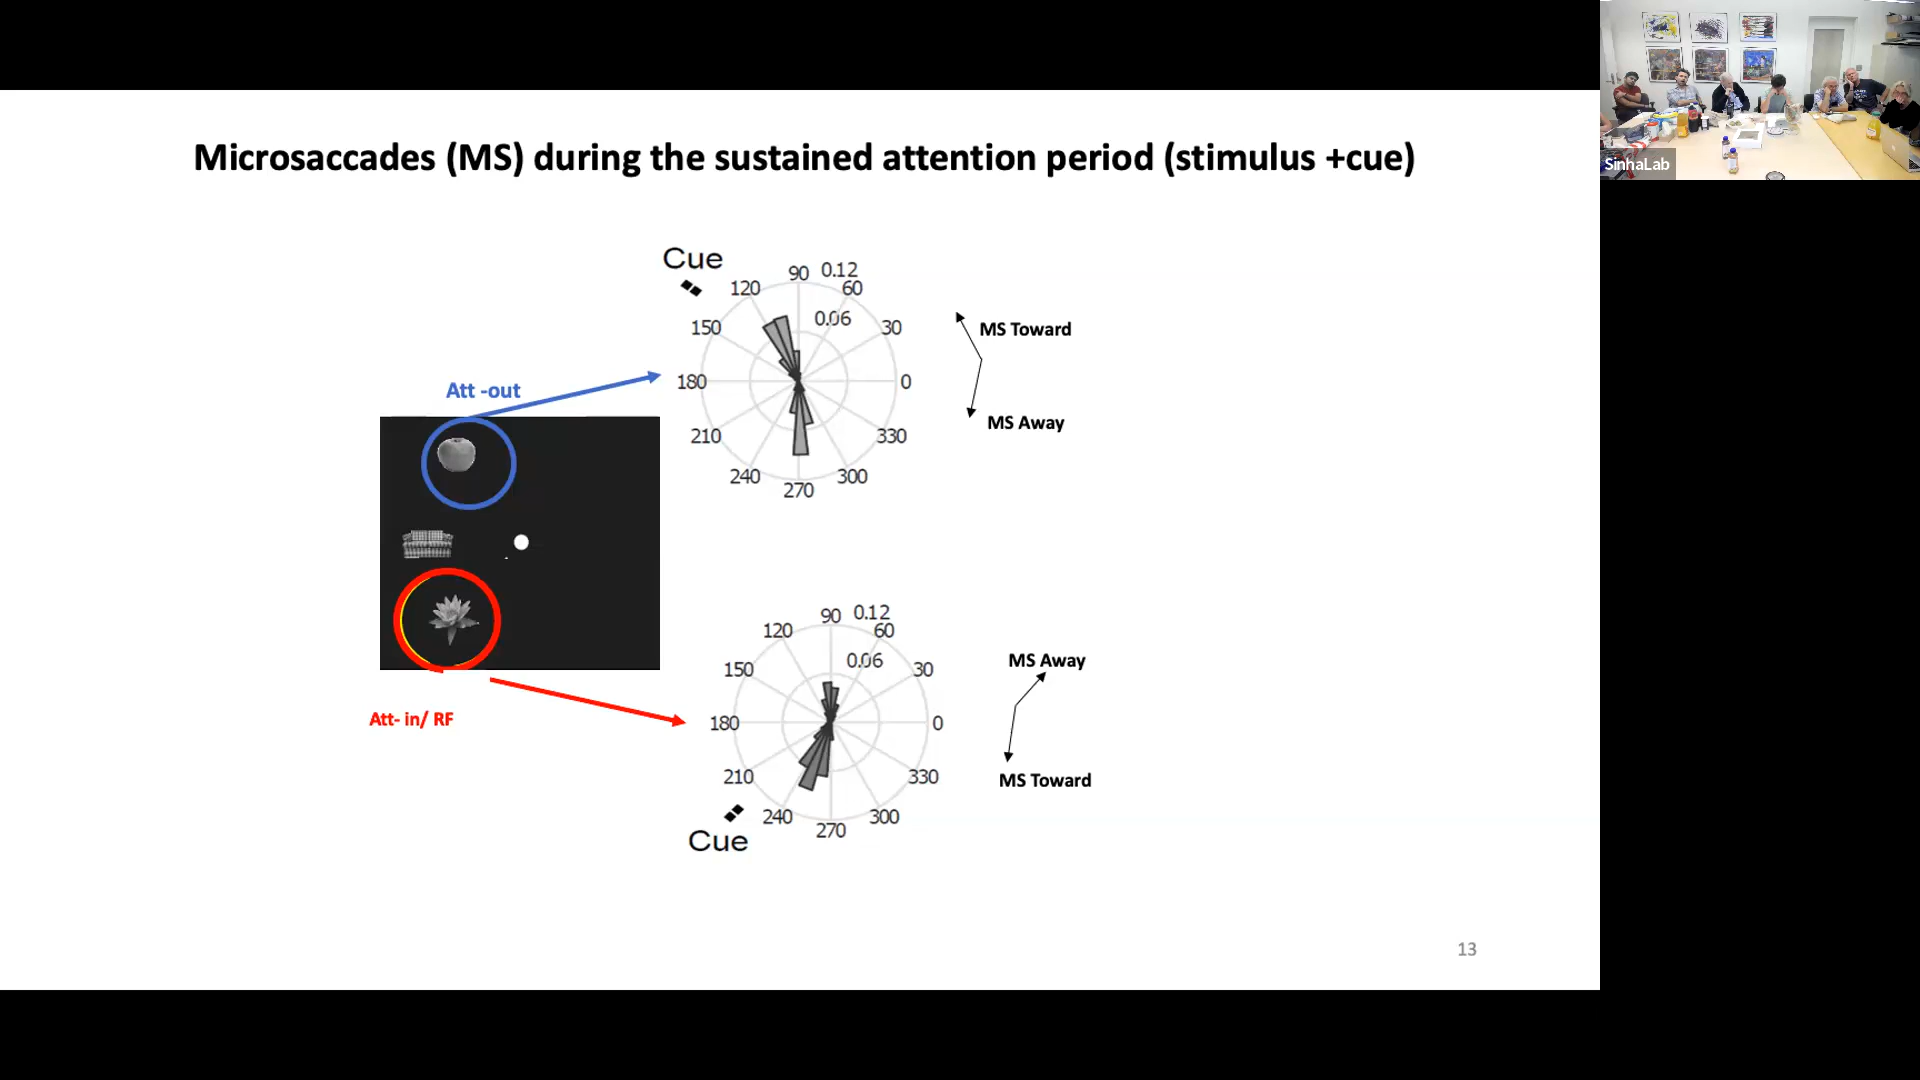 SinhaLab
Microsaccades (MS) during the sustained attention period (stimulus +cue)
Cue
90 0.12
120 60
0.06
150 30
180 0
210 330
240 300
270
MS Toward
MS Away
Att -out
Att- in/ RF
90 0.12
120 60
0.06
150 30
180 0
210 330
240 300
270
Cue
MS Away
MS Toward
13